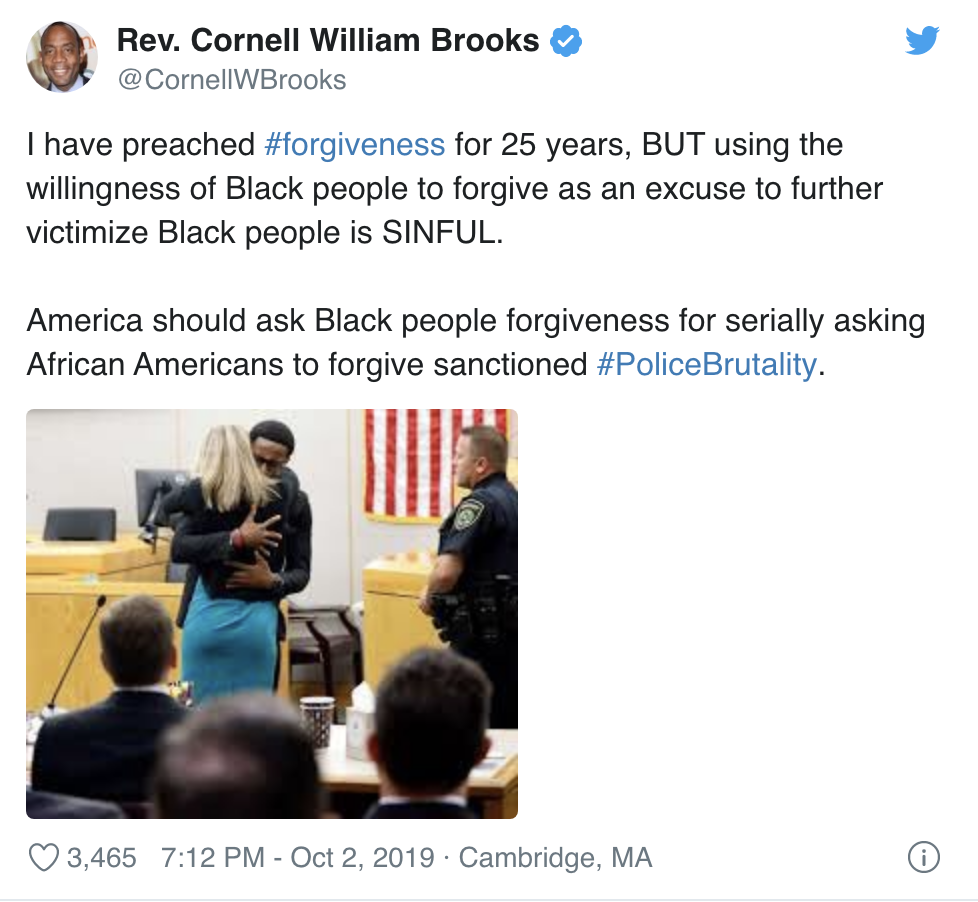 Rev. Cornell William Brooks
@CornellWBrooks
I have preached #forgiveness for 25 years, BUT using the
willingness of Black people to forgive as an excuse to further
victimize Black people is SINFUL.
America should ask Black people forgiveness for serially asking
African Americans to forgive sanctioned #PoliceBrutality.
3,465 7:12 PM - Oct 2, 2019 · Cambridge, MA